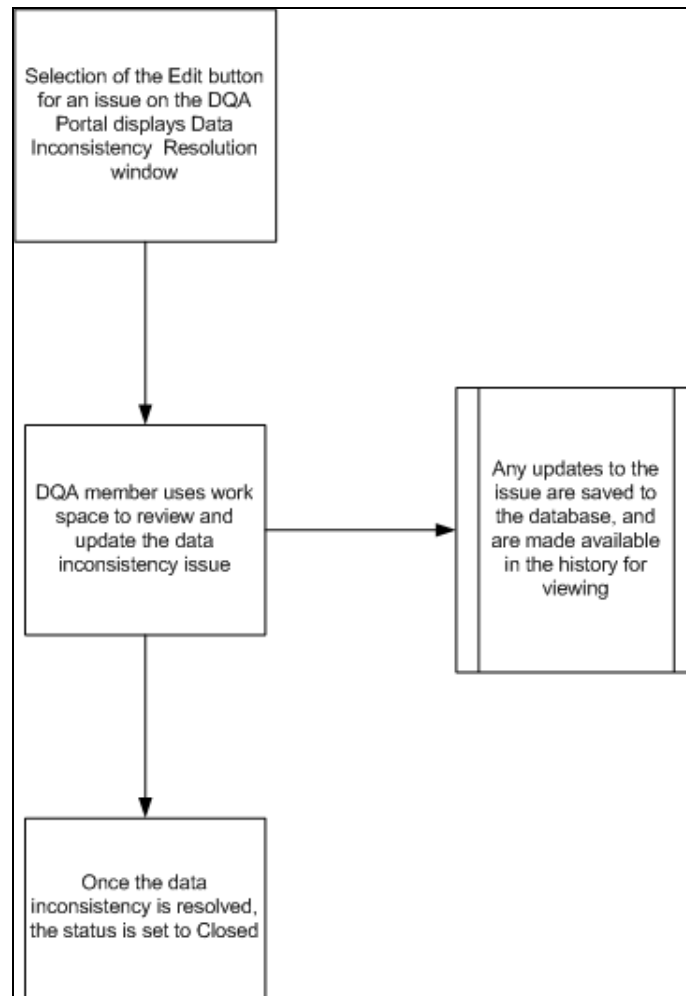 Selection of the Edit button
for an issue on the DQA
Portal displays Data
Inconsistency Resolution
window
DQA member uses work
space to review and
update the data
inconsistency issue
Any updates to the
issue are saved to
the database, and
are made available
in the history for
viewing
Once the data
inconsistency is resolved,
the status is set to Closed